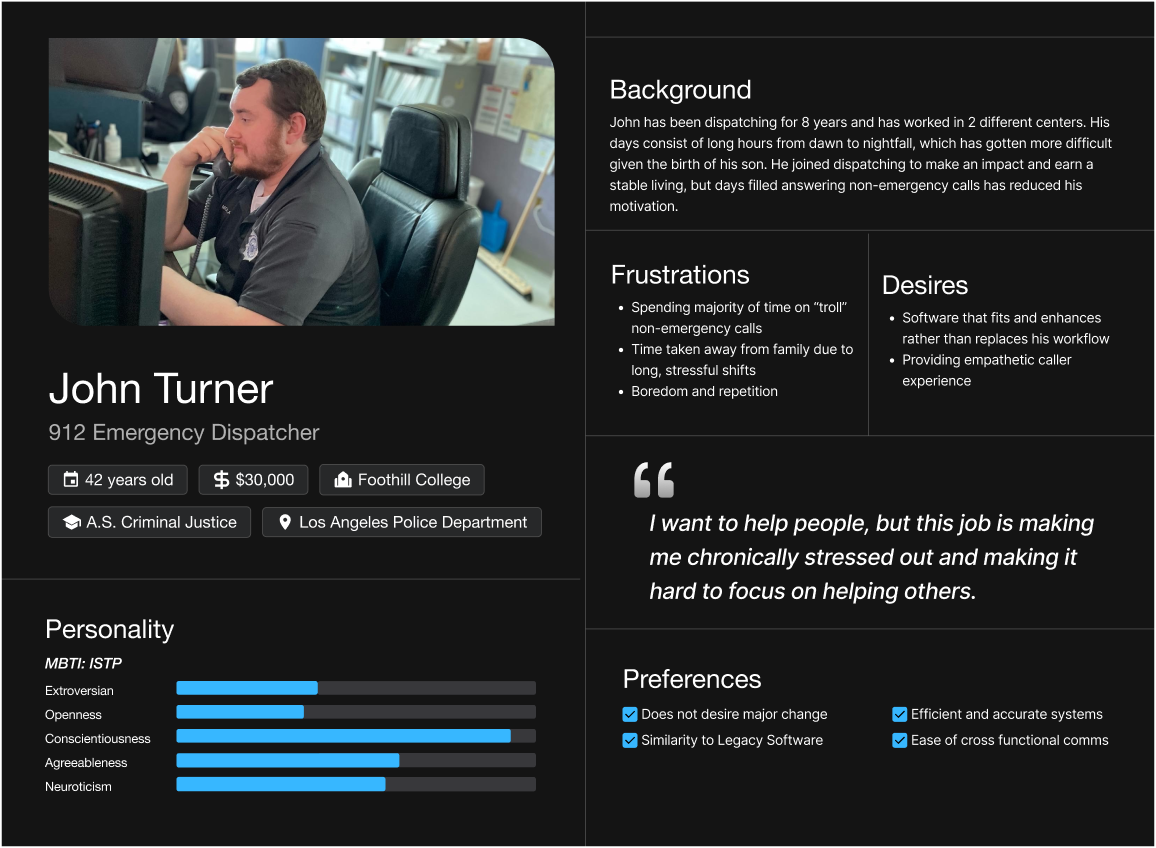 John Turner
912 Emergency Dispatcher
42 years old
$30,000
Foothill College
A.S. Criminal Justice
Los Angeles Police Department
Personality
MBTI: ISTP
Extroversian
Openness
Conscientiousness
Agreeableness
Neuroticism
Background
John has been dispatching for 8 years and has worked in 2 different centers. His
days consist of long hours from dawn to nightfall, which has gotten more difficult
given the birth of his son. He joined dispatching to make an impact and earn a
stable living, but days filled answering non-emergency calls has reduced his
motivation.
Frustrations
• Spending majority of time on “troll”
non-emergency calls
• Time taken away from family due to
long, stressful shifts
• Boredom and repetition
Desires
• Software that fits and enhances
rather than replaces his workflow
• Providing empathetic caller
experience
“
I want to help people, but this job is making
me chronically stressed out and making it
hard to focus on helping others.
Preferences
Does not desire major change
Similarity to Legacy Software
Efficient and accurate systems
Ease of cross functional comms